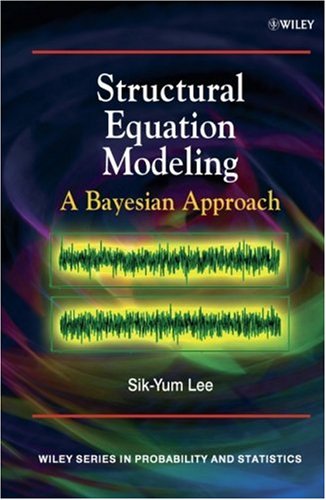 WILEY
Structural
Equation
Modeling
A Bayesian Approach
Sik-Yum Lee
WILEY SERIES IN PROBABILITY AND STATISTICS